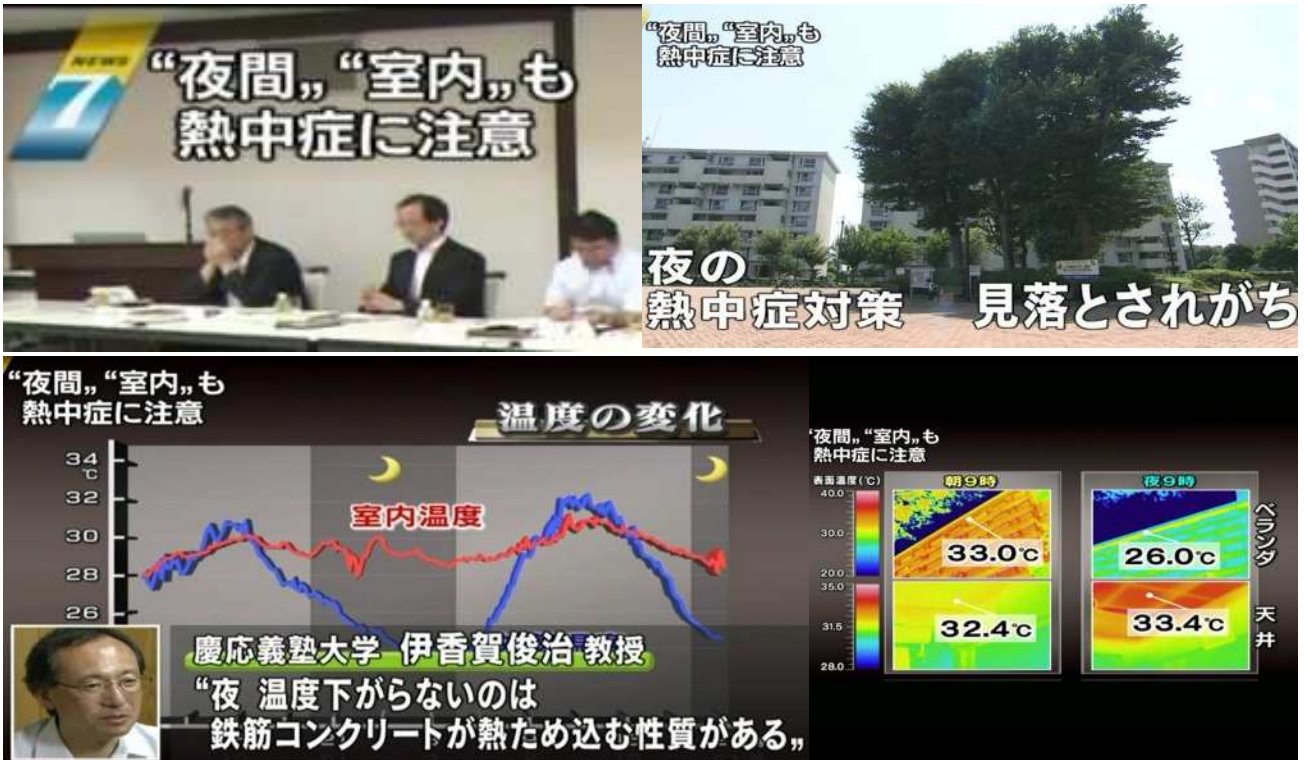 NEWS
7
“夜間„ “室内„も
熱中症に注意
“夜間„ “室内„も
熱中症に注意
夜の
熱中症対策 見落とされがち
“夜間„ “室内„も
熱中症に注意
温度の変化
34
℃
32
30
28
26
室内温度
慶応義塾大学 伊香賀俊治 教授
“夜 温度下がらないのは
鉄筋コンクリートが熱ため込む性質がある„
“夜間„ “室内„も
熱中症に注意
表面温度(℃) 朝9時 夜9時
40.0
30.0
20.0
33.0℃ 26.0℃
ベランダ
35.0
31.5
28.0
32.4℃ 33.4℃
天井